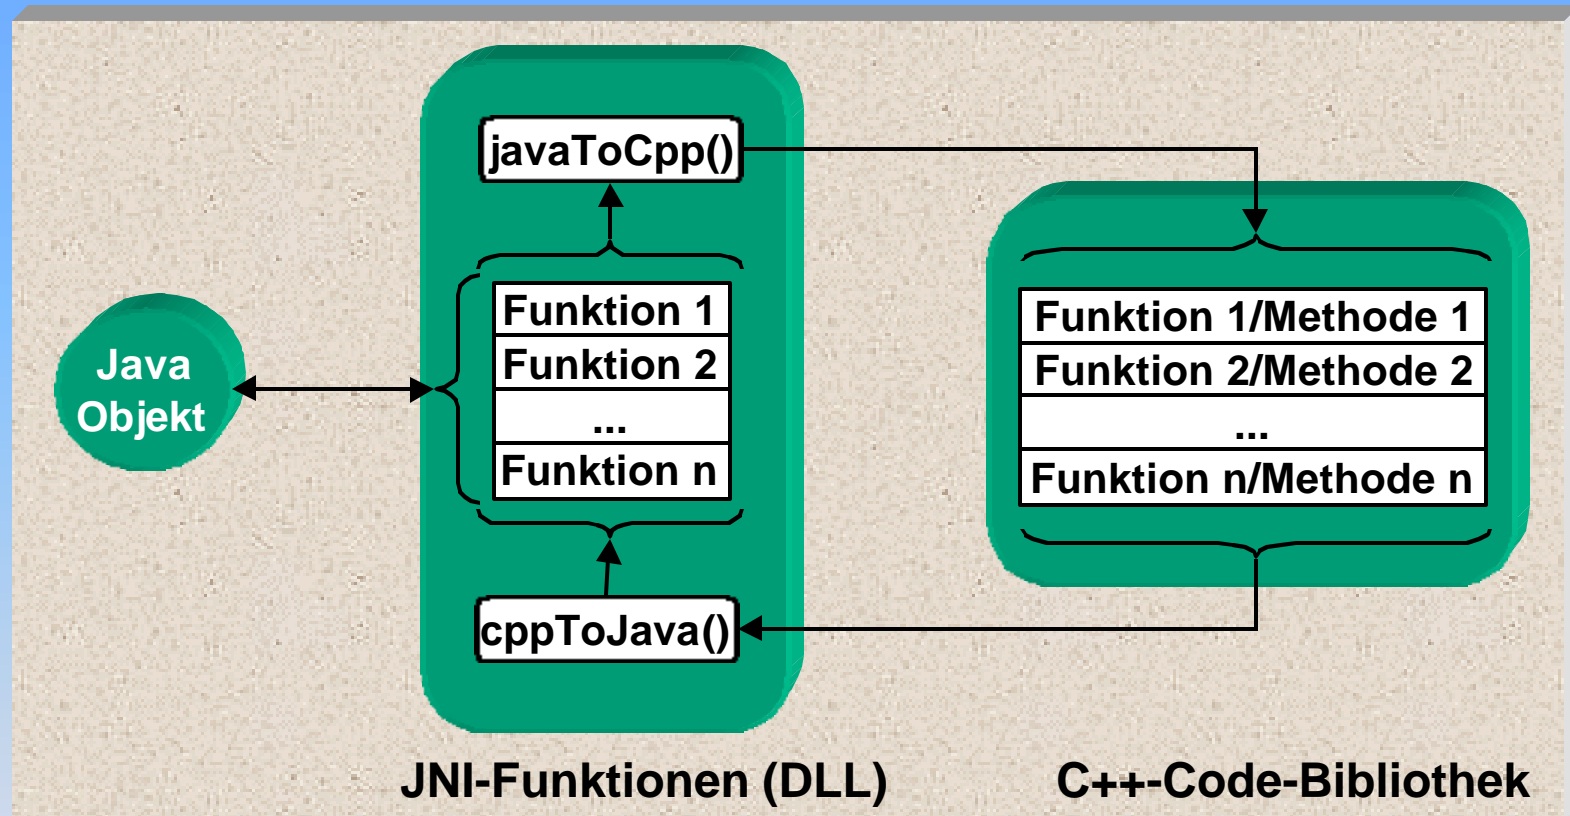 javaToCpp()
Java
Objekt
Funktion 1
Funktion 2
...
Funktion n
cppToJava()
JNI-Funktionen (DLL)
Funktion 1/Methode 1
Funktion 2/Methode 2
...
Funktion n/Methode n
C++-Code-Bibliothek